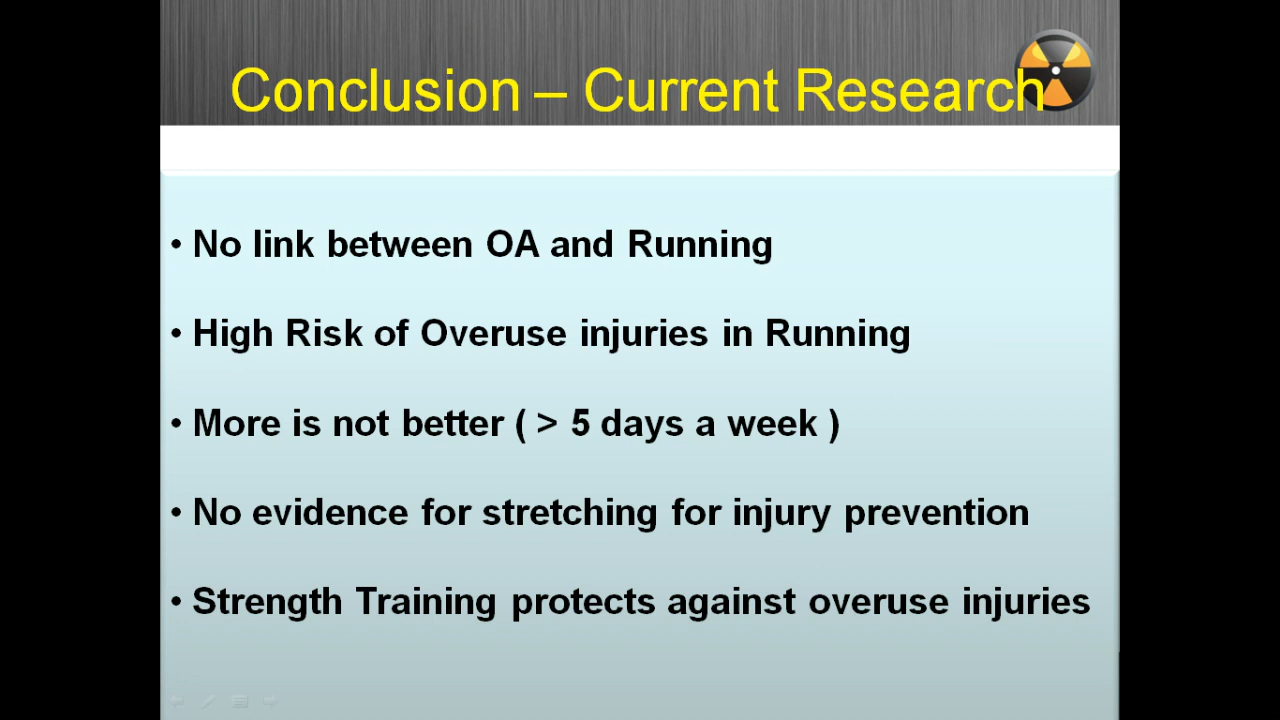 Conclusion – Current Research
• No link between OA and Running
• High Risk of Overuse injuries in Running
• More is not better ( > 5 days a week )
• No evidence for stretching for injury prevention
• Strength Training protects against overuse injuries